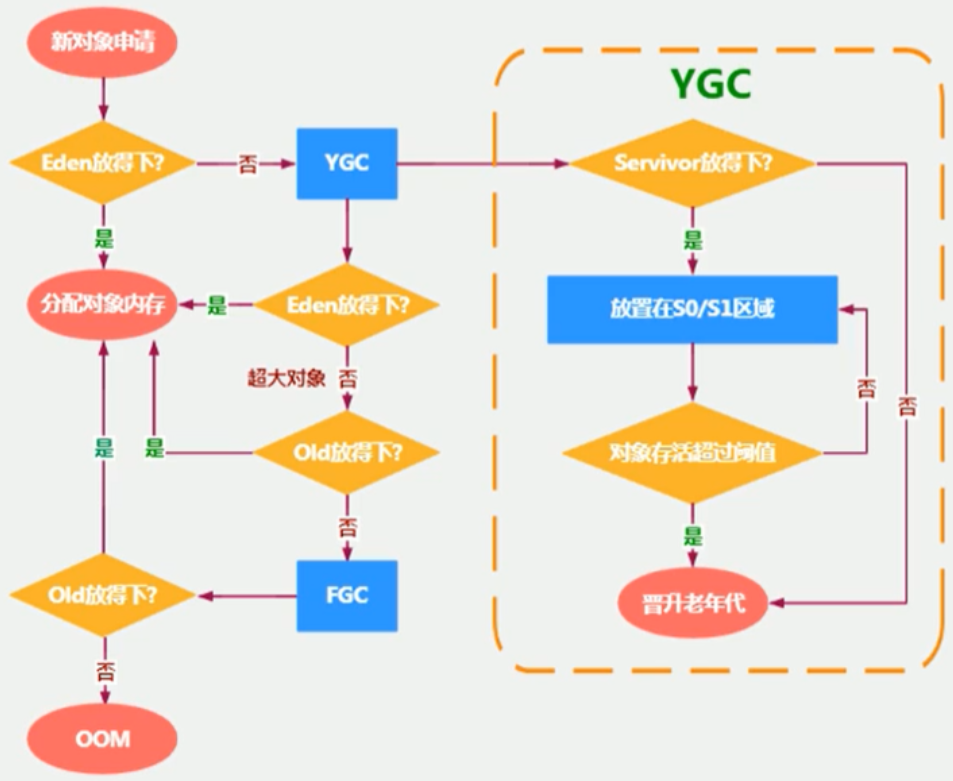 新对象申请
YGC
Eden放得下?
否
YGC
Servivor放得下?
是
是
分配对象内存
是
Eden放得下?
放置在S0/S1区域
超大对象
否
否
否
是
是
Old放得下?
对象存活超过阈值
否
是
Old放得下?
FGC
晋升老年代
否
OOM